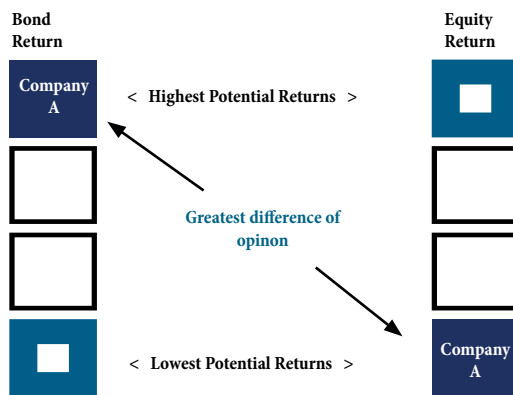 Bond
Return
Equity
Return
Company
A
< Highest Potential Returns >
Greatest difference of
opinon
< Lowest Potential Returns >
Company
A